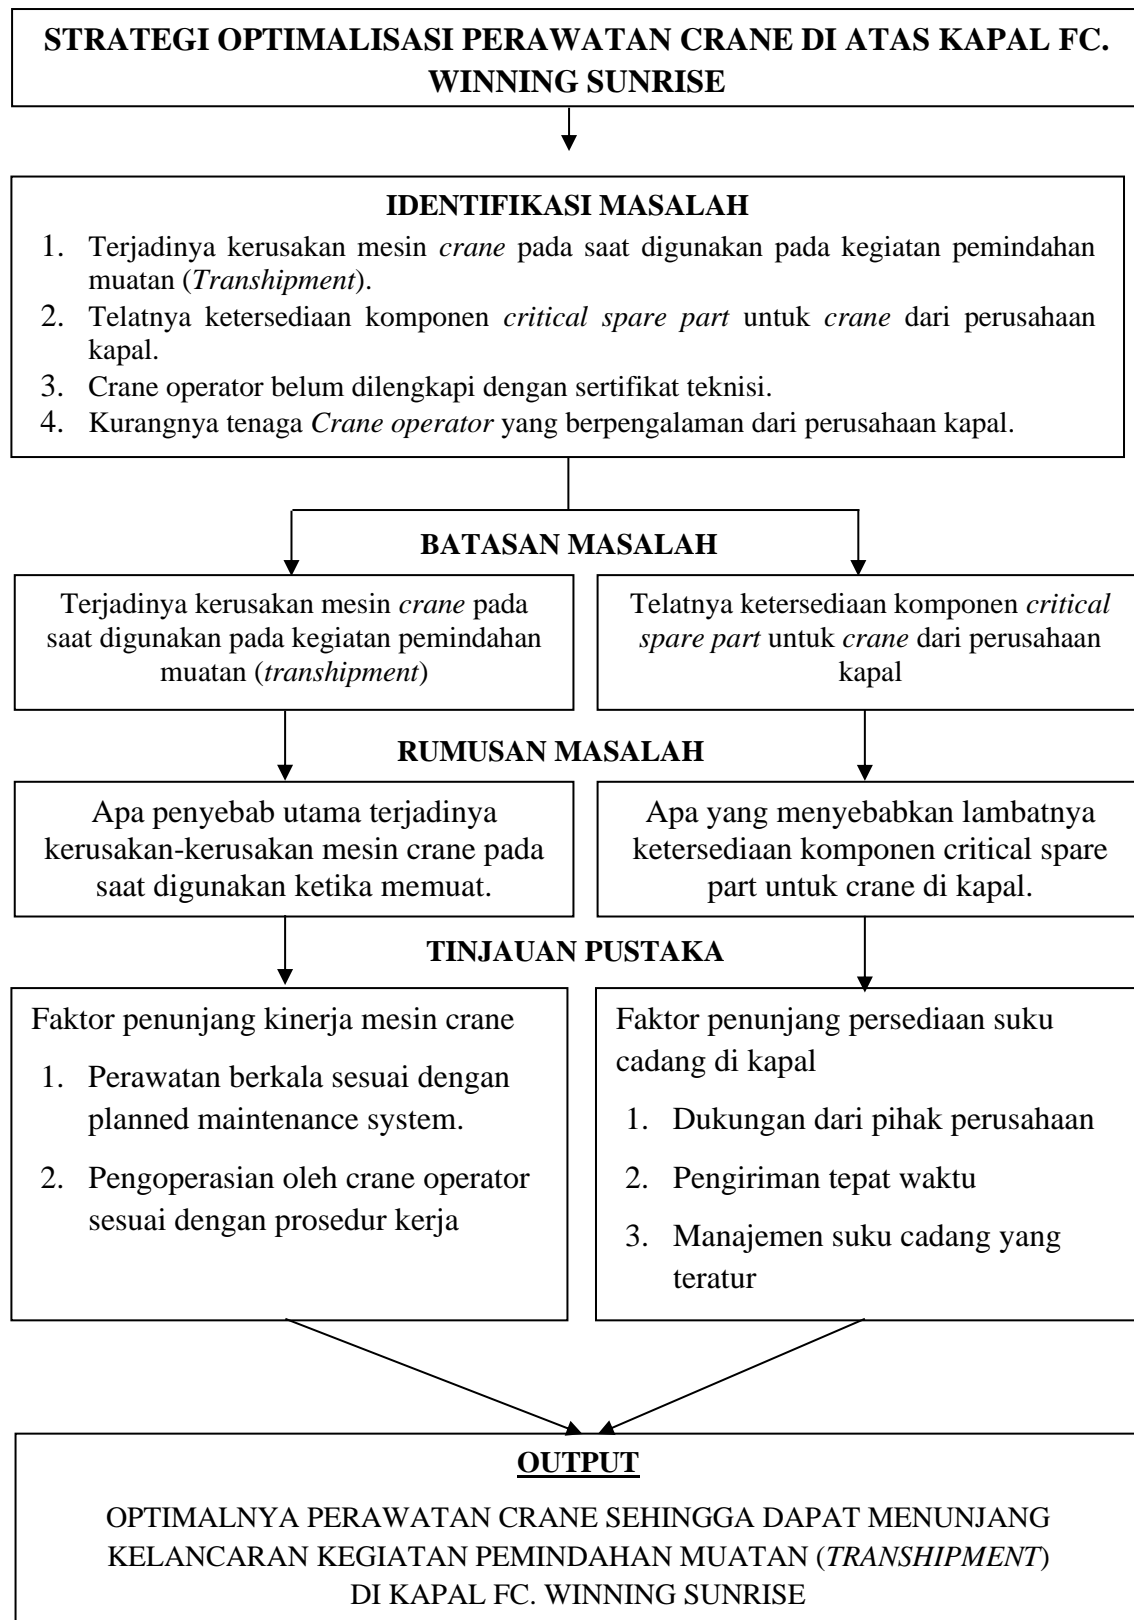 STRATEGI OPTIMALISASI PERAWATAN CRANE DI ATAS KAPAL FC.
WINNING SUNRISE
IDENTIFIKASI MASALAH
1. Terjadinya kerusakan mesin crane pada saat digunakan pada kegiatan pemindahan
muatan (Transhipment).
2. Telatnya ketersediaan komponen critical spare part untuk crane dari perusahaan
kapal.
3. Crane operator belum dilengkapi dengan sertifikat teknisi.
4. Kurangnya tenaga Crane operator yang berpengalaman dari perusahaan kapal.
BATASAN MASALAH
Terjadinya kerusakan mesin crane pada
saat digunakan pada kegiatan pemindahan
muatan (transhipment)
Telatnya ketersediaan komponen critical
spare part untuk crane dari perusahaan
kapal
RUMUSAN MASALAH
Apa penyebab utama terjadinya
kerusakan-kerusakan mesin crane pada
saat digunakan ketika memuat.
Apa yang menyebabkan lambatnya
ketersediaan komponen critical spare
part untuk crane di kapal.
TINJAUAN PUSTAKA
Faktor penunjang kinerja mesin crane
1. Perawatan berkala sesuai dengan
planned maintenance system.
2. Pengoperasian oleh crane operator
sesuai dengan prosedur kerja
Faktor penunjang persediaan suku
cadang di kapal
1. Dukungan dari pihak perusahaan
2. Pengiriman tepat waktu
3. Manajemen suku cadang yang
teratur
OUTPUT
OPTIMALNYA PERAWATAN CRANE SEHINGGA DAPAT MENUNJANG
KELANCARAN KEGIATAN PEMINDAHAN MUATAN (TRANSHIPMENT)
DI KAPAL FC. WINNING SUNRISE